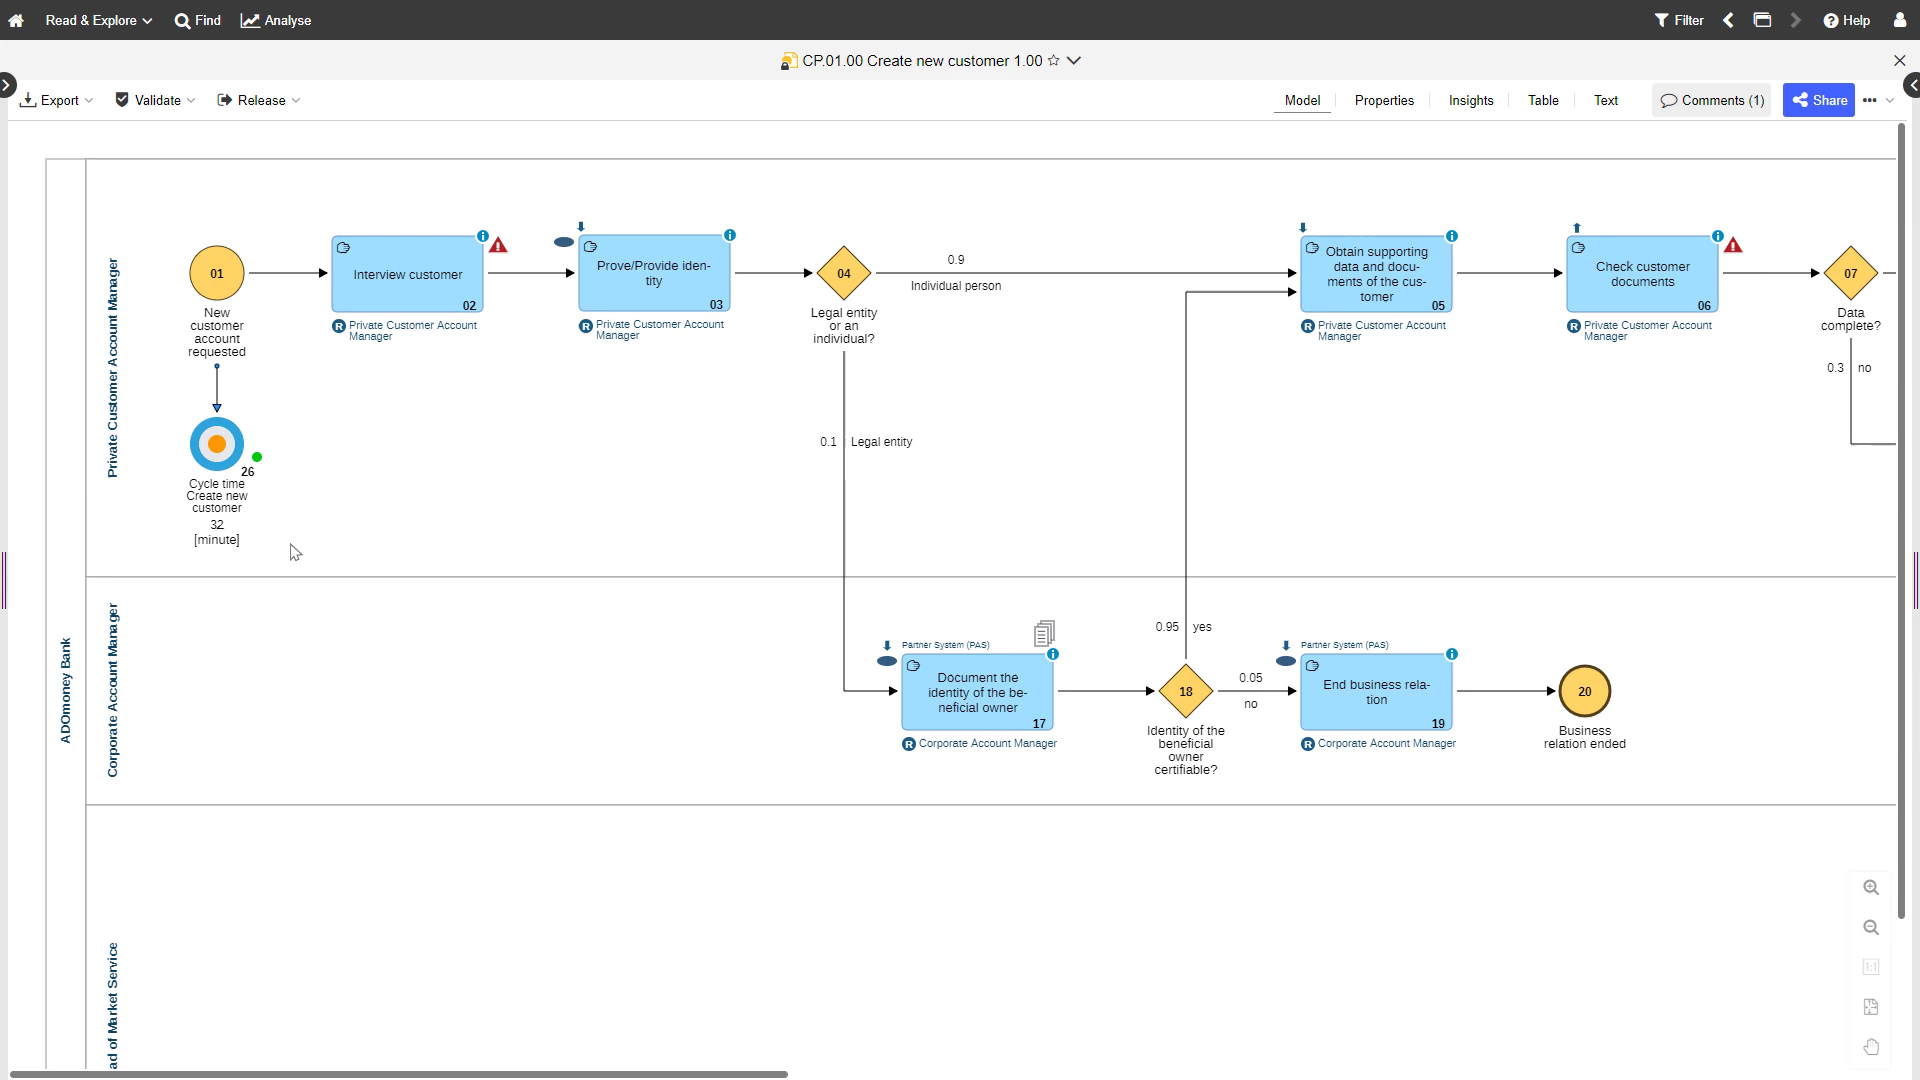 Read & Explore
Find
Analyse
Filter
Help
CP.01.00 Create new customer 1.00
Export
Validate
Release
Model
Properties
Insights
Table
Text
Comments (1)
Share
ADOmoney Bank
Private Customer Account Manager
01
New
customer
account
requested
Interview customer
02
R Private Customer Account
Manager
Prove/Provide iden-
tity
03
R Private Customer Account
Manager
04
Legal entity
or an
individual?
0.9
Individual person
0.1
Legal entity
Obtain supporting
data and docu-
ments of the cus-
tomer
05
R Private Customer Account
Manager
Check customer
documents
06
R Private Customer Account
Manager
07
Data
complete?
0.3
no
26
Cycle time
Create new
customer
32
[minute]
Corporate Account Manager
Partner System (PAS)
Document the
identity of the be-
neficial owner
17
R Corporate Account Manager
0.95
yes
18
Identity of the
beneficial
owner
certifiable?
0.05
no
Partner System (PAS)
End business rela-
tion
19
R Corporate Account Manager
20
Business
relation ended
ad of Market Service
1:1